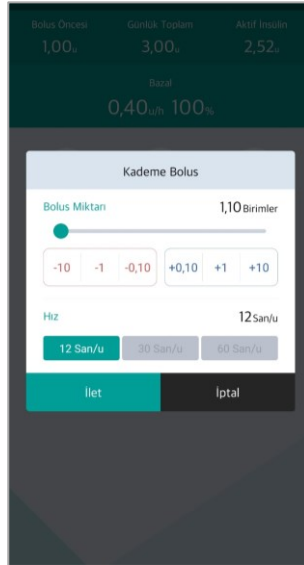 Bolus Öncesi Günlük Toplam Aktif İnsülin
1,00u 3,00u 2,52u
Bazal
0,40u/h 100%
Kademe Bolus
Bolus Miktarı 1,10 Birimler
-10 -1 -0,10 +0,10 +1 +10
Hız 12 San/u
12 San/u 30 San/u 60 San/u
İlet İptal